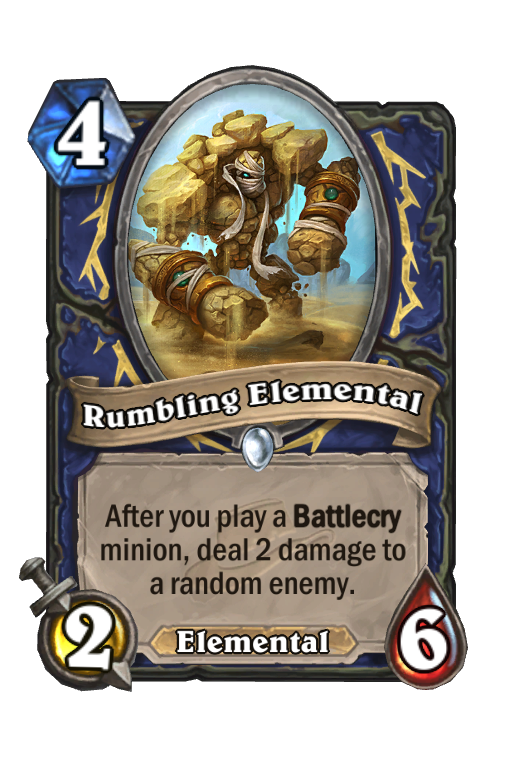 4
Rumbling Elemental
After you play a Battlecry
minion, deal 2 damage to
a random enemy.
2
Elemental
6